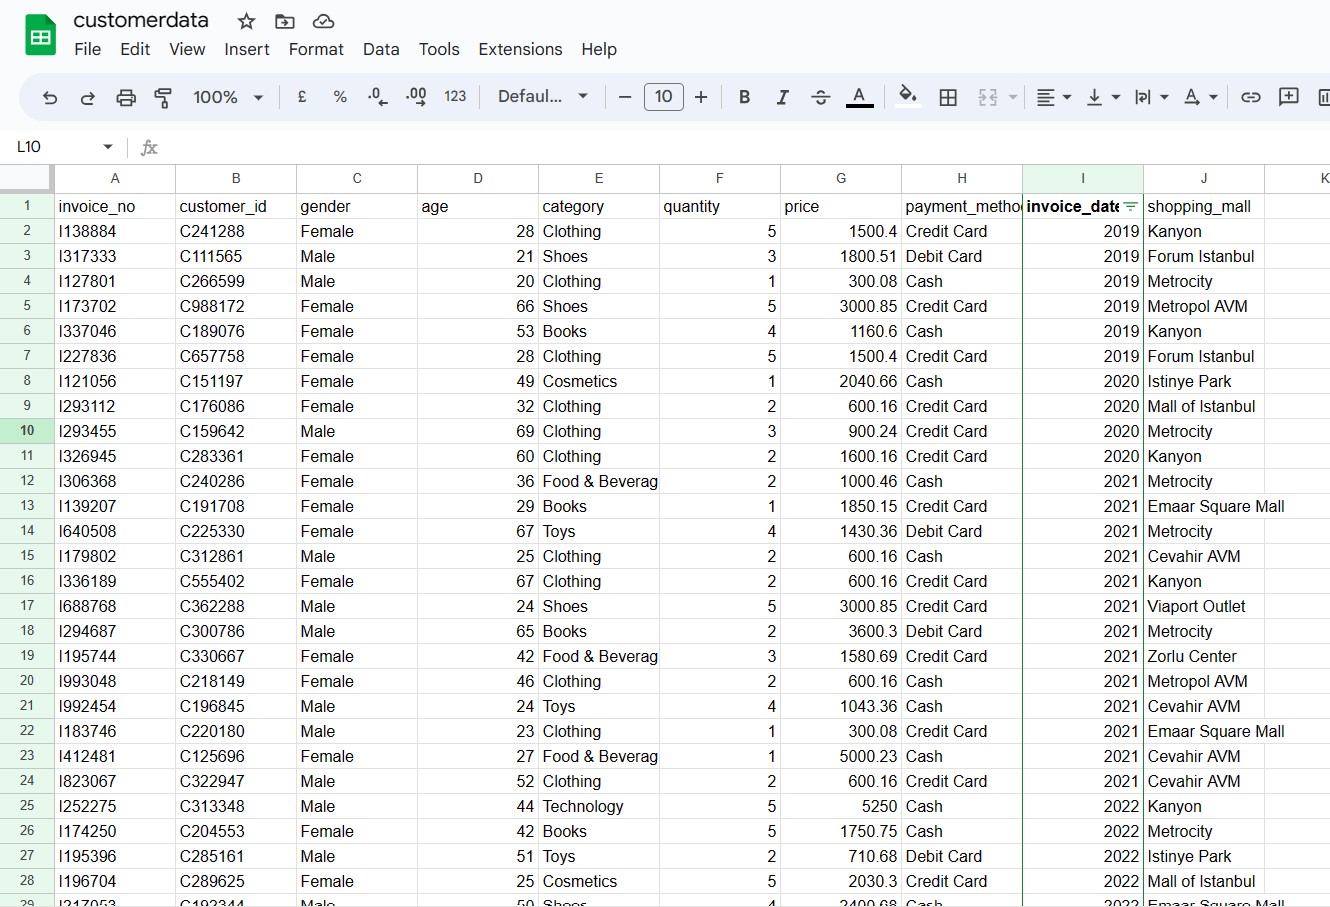 customerdata
File Edit View Insert Format Data Tools Extensions Help
100% £ % .0 .00 123 Defaul... − 10 + B I A A
L10 fx
A B C D E F G H I J K
1 invoice_no customer_id gender age category quantity price payment_metho invoice_date shopping_mall
2 I138884 C241288 Female 28 Clothing 5 1500.4 Credit Card 2019 Kanyon
3 I317333 C111565 Male 21 Shoes 3 1800.51 Debit Card 2019 Forum Istanbul
4 I127801 C266599 Male 20 Clothing 1 300.08 Cash 2019 Metrocity
5 I173702 C988172 Female 66 Shoes 5 3000.85 Credit Card 2019 Metropol AVM
6 I337046 C189076 Female 53 Books 4 1160.6 Cash 2019 Kanyon
7 I227836 C657758 Female 28 Clothing 5 1500.4 Credit Card 2019 Forum Istanbul
8 I121056 C151197 Female 49 Cosmetics 1 2040.66 Cash 2020 Istinye Park
9 I293112 C176086 Female 32 Clothing 2 600.16 Credit Card 2020 Mall of Istanbul
10 I293455 C159642 Male 69 Clothing 3 900.24 Credit Card 2020 Metrocity
11 I326945 C283361 Female 60 Clothing 2 1600.16 Credit Card 2020 Kanyon
12 I306368 C240286 Female 36 Food & Beverag 2 1000.46 Cash 2021 Metrocity
13 I139207 C191708 Female 29 Books 1 1850.15 Credit Card 2021 Emaar Square Mall
14 I640508 C225330 Female 67 Toys 4 1430.36 Debit Card 2021 Metrocity
15 I179802 C312861 Male 25 Clothing 2 600.16 Cash 2021 Cevahir AVM
16 I336189 C555402 Female 67 Clothing 2 600.16 Credit Card 2021 Kanyon
17 I688768 C362288 Male 24 Shoes 5 3000.85 Credit Card 2021 Viaport Outlet
18 I294687 C300786 Male 65 Books 2 3600.3 Debit Card 2021 Metrocity
19 I195744 C330667 Female 42 Food & Beverag 3 1580.69 Credit Card 2021 Zorlu Center
20 I993048 C218149 Female 46 Clothing 2 600.16 Cash 2021 Metropol AVM
21 I992454 C196845 Male 24 Toys 4 1043.36 Cash 2021 Cevahir AVM
22 I183746 C220180 Male 23 Clothing 1 300.08 Credit Card 2021 Emaar Square Mall
23 I412481 C125696 Female 27 Food & Beverag 1 5000.23 Cash 2021 Cevahir AVM
24 I823067 C322947 Male 52 Clothing 2 600.16 Credit Card 2021 Cevahir AVM
25 I252275 C313348 Male 44 Technology 5 5250 Cash 2022 Kanyon
26 I174250 C204553 Female 42 Books 5 1750.75 Cash 2022 Metrocity
27 I195396 C285161 Male 51 Toys 2 710.68 Debit Card 2022 Istinye Park
28 I196704 C289625 Female 25 Cosmetics 5 2030.3 Credit Card 2022 Mall of Istanbul
29 I217053 C192344 Male 50 Shoes 4 2400.68 Cash 2022 Emaar Square Mall